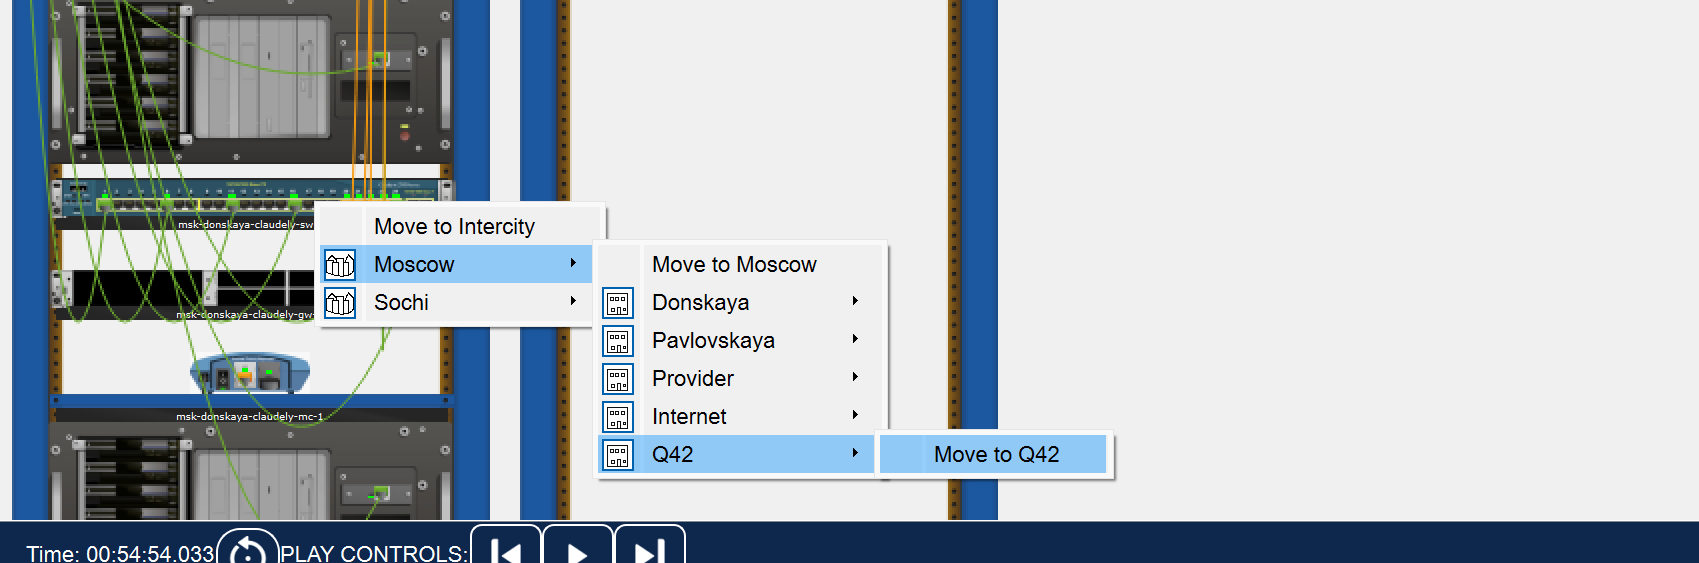 msk-donskaya-claudely-sw
Move to Intercity
Moscow
Sochi
msk-donskaya-claudely-gw-
Move to Moscow
Donskaya
Pavlovskaya
Provider
Internet
Q42
Move to Q42
msk-donskaya-claudely-mc-1
Time: 00:54:54.033
PLAY CONTROLS: